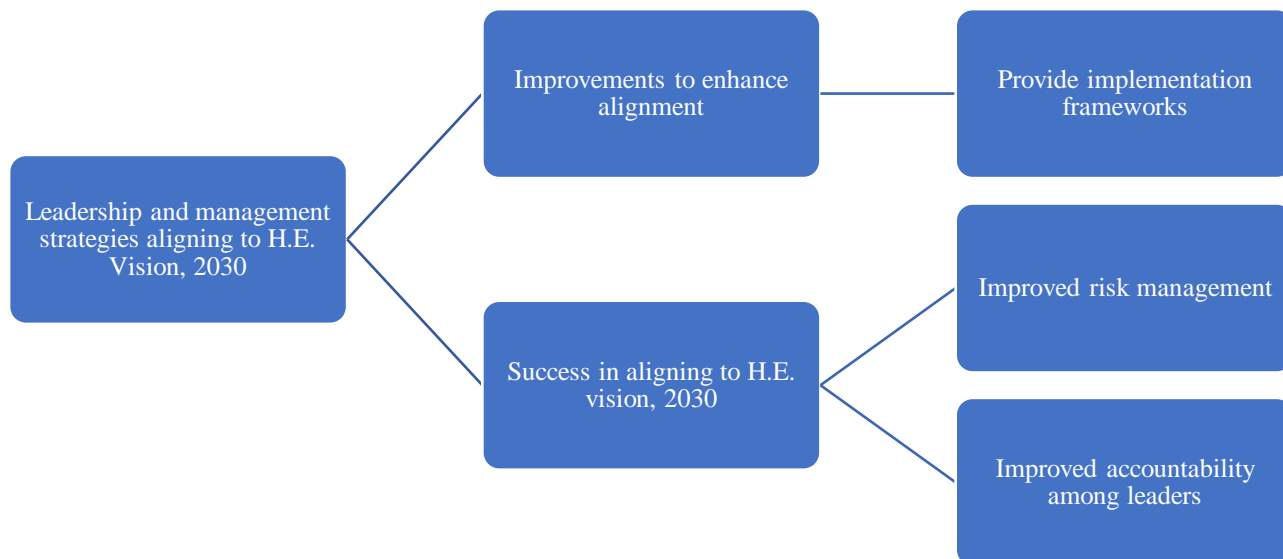 Improvements to enhance
alignment
Provide implementation
frameworks
Leadership and management
strategies aligning to H.E.
Vision, 2030
Improved risk management
Success in aligning to H.E.
vision, 2030
Improved accountability
among leaders